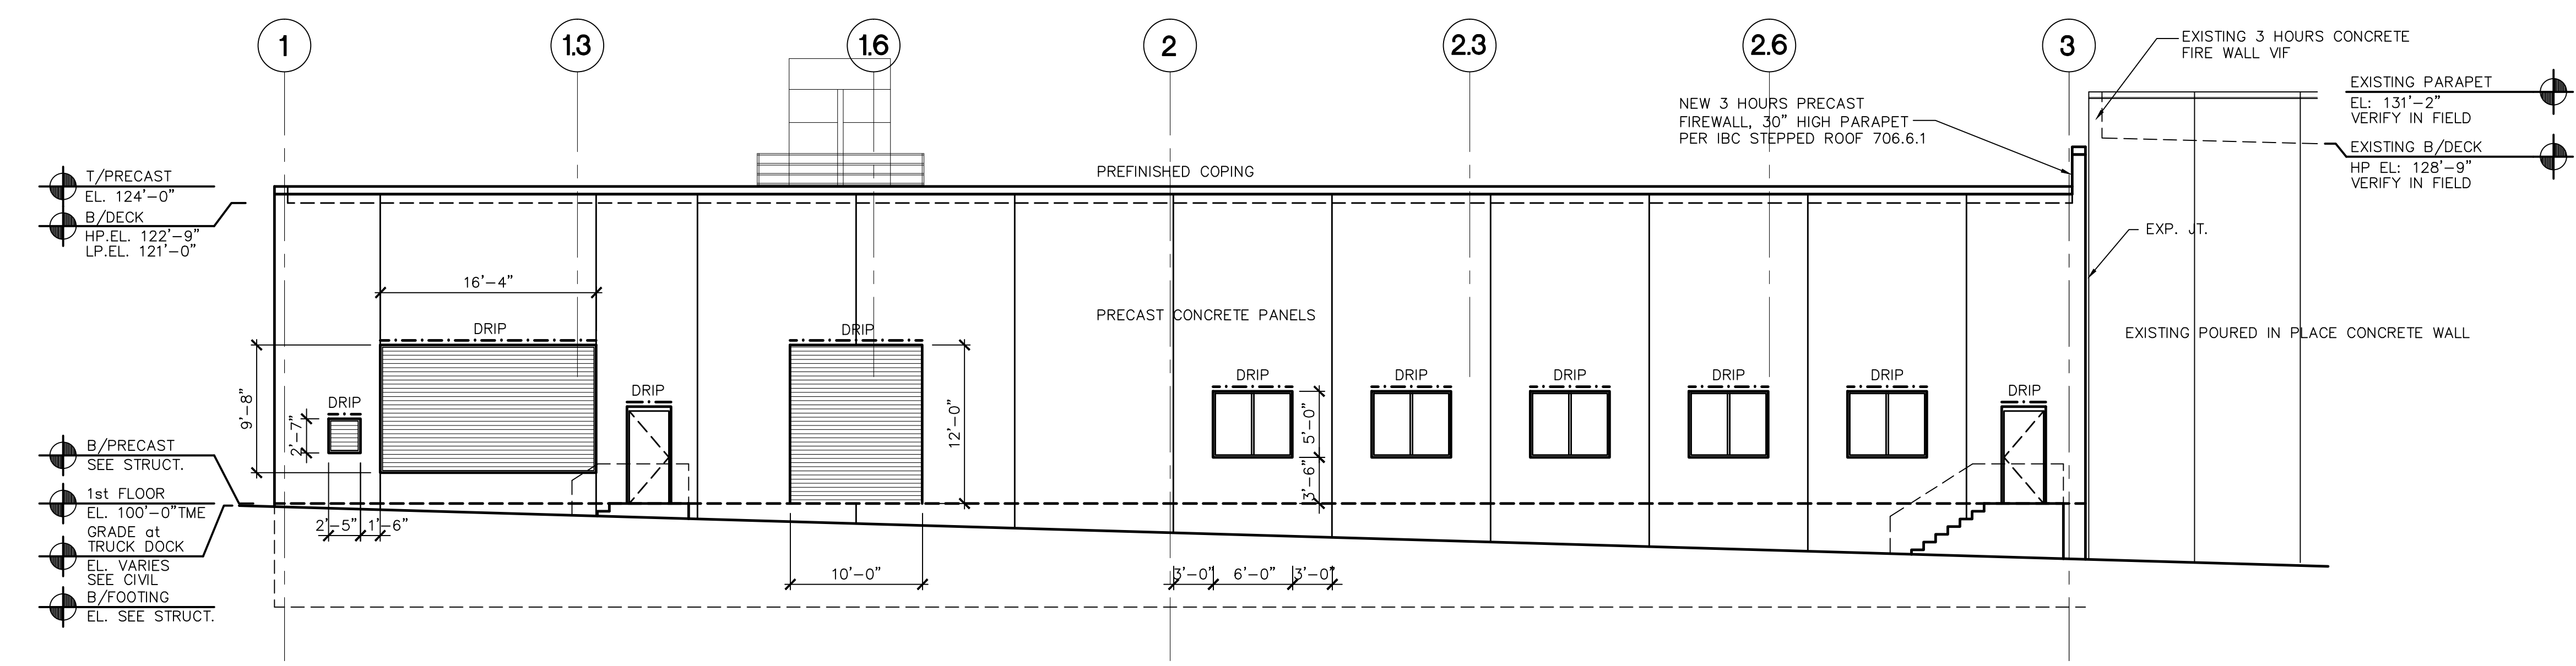 1
1.3
1.6
2
2.3
2.6
3
EXISTING 3 HOURS CONCRETE
FIRE WALL VIF
EXISTING PARAPET
EL: 131'-2"
VERIFY IN FIELD
EXISTING B/DECK
HP EL: 128'-9"
VERIFY IN FIELD
NEW 3 HOURS PRECAST
FIREWALL, 30" HIGH PARAPET
PER IBC STEPPED ROOF 706.6.1
PREFINISHED COPING
T/PRECAST
EL. 124'-0"
B/DECK
HP.EL. 122'-9"
LP.EL. 121'-0"
EXP. JT.
16'-4"
PRECAST CONCRETE PANELS
EXISTING POURED IN PLACE CONCRETE WALL
DRIP
DRIP
DRIP
DRIP
DRIP
DRIP
DRIP
DRIP
DRIP
DRIP
9'-8"
2'-7"
12'-0"
5'-0"
3'-6"
B/PRECAST
SEE STRUCT.
1st FLOOR
EL. 100'-0"TME
GRADE at
TRUCK DOCK
EL. VARIES
SEE CIVIL
B/FOOTING
EL. SEE STRUCT.
2'-5"
1'-6"
10'-0"
3'-0"
6'-0"
3'-0"